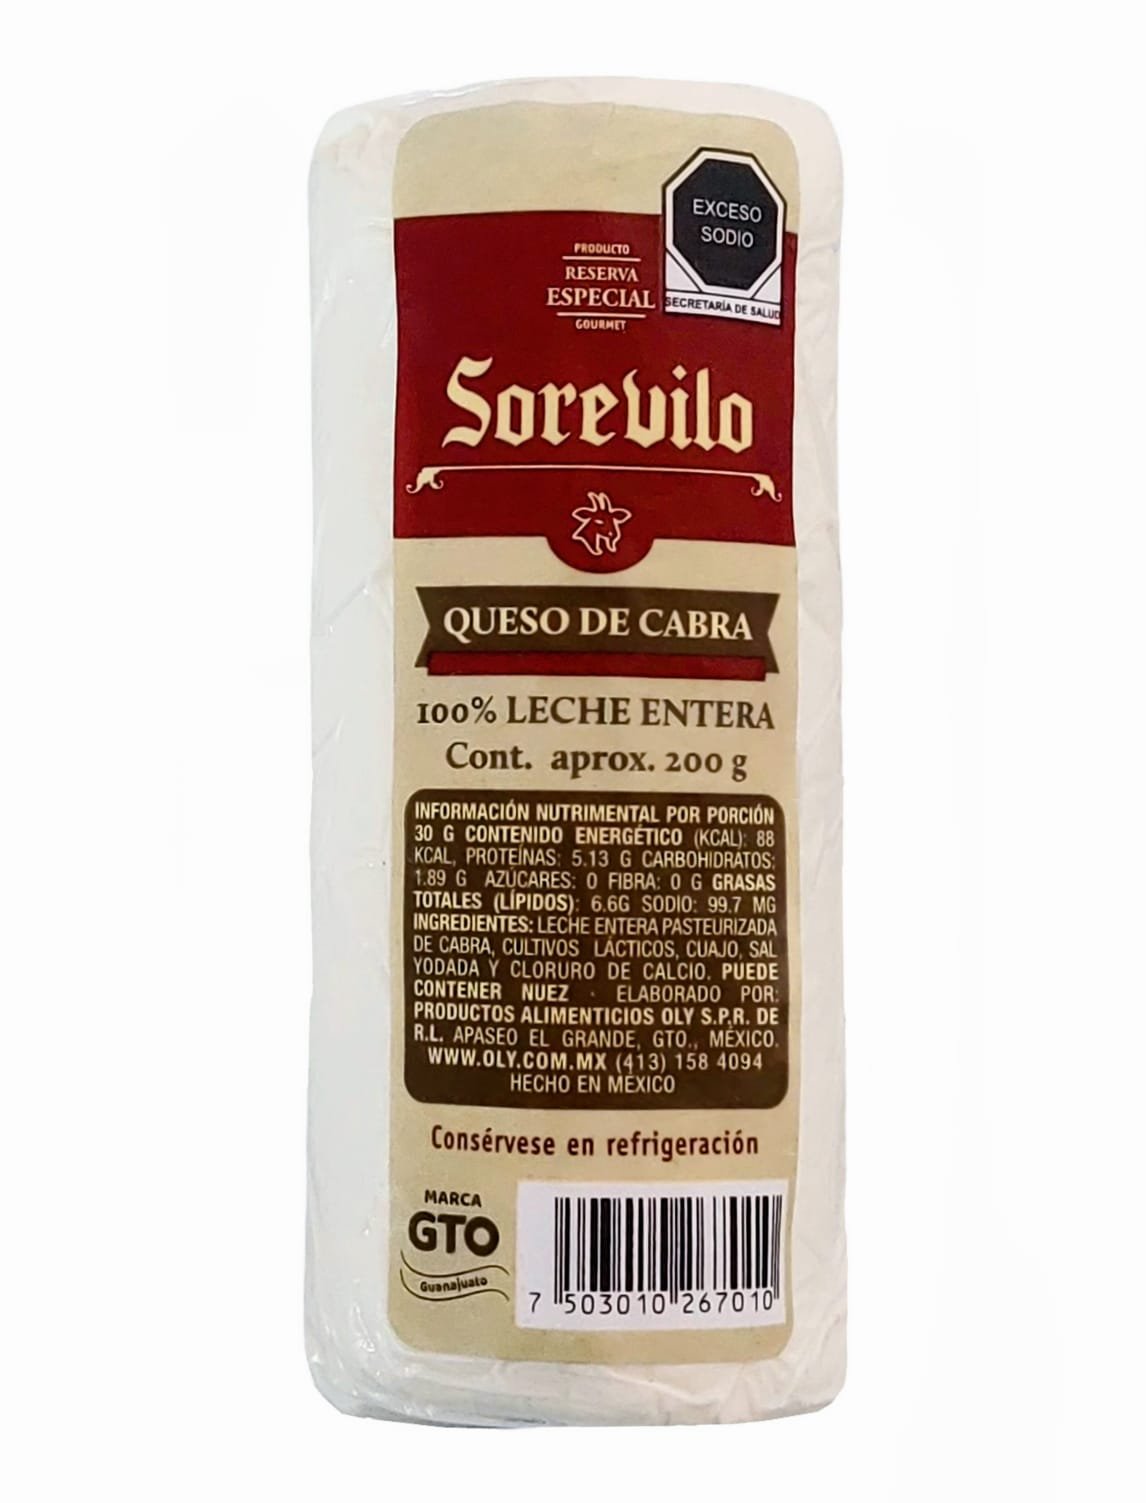 EXCESO
SODIO
SECRETARÍA DE SALUD
PRODUCTO
RESERVA
ESPECIAL
GOURMET
Sorevilo
QUESO DE CABRA
100% LECHE ENTERA
Cont. aprox. 200 g
INFORMACIÓN NUTRIMENTAL POR PORCIÓN
30 G CONTENIDO ENERGÉTICO (KCAL): 88
KCAL, PROTEÍNAS: 5.13 G CARBOHIDRATOS:
1.89 G AZÚCARES: 0 FIBRA: 0 G GRASAS
TOTALES (LÍPIDOS): 6.6G SODIO: 99.7 MG
INGREDIENTES: LECHE ENTERA PASTEURIZADA
DE CABRA, CULTIVOS LÁCTICOS, CUAJO, SAL
YODADA Y CLORURO DE CALCIO. PUEDE
CONTENER NUEZ · ELABORADO POR:
PRODUCTOS ALIMENTICIOS OLY S.P.R. DE
R.L. APASEO EL GRANDE, GTO., MÉXICO.
WWW.OLY.COM.MX (413) 158 4094
HECHO EN MÉXICO
Consérvese en refrigeración
MARCA
GTO
Guanajuato
7 503010 267010